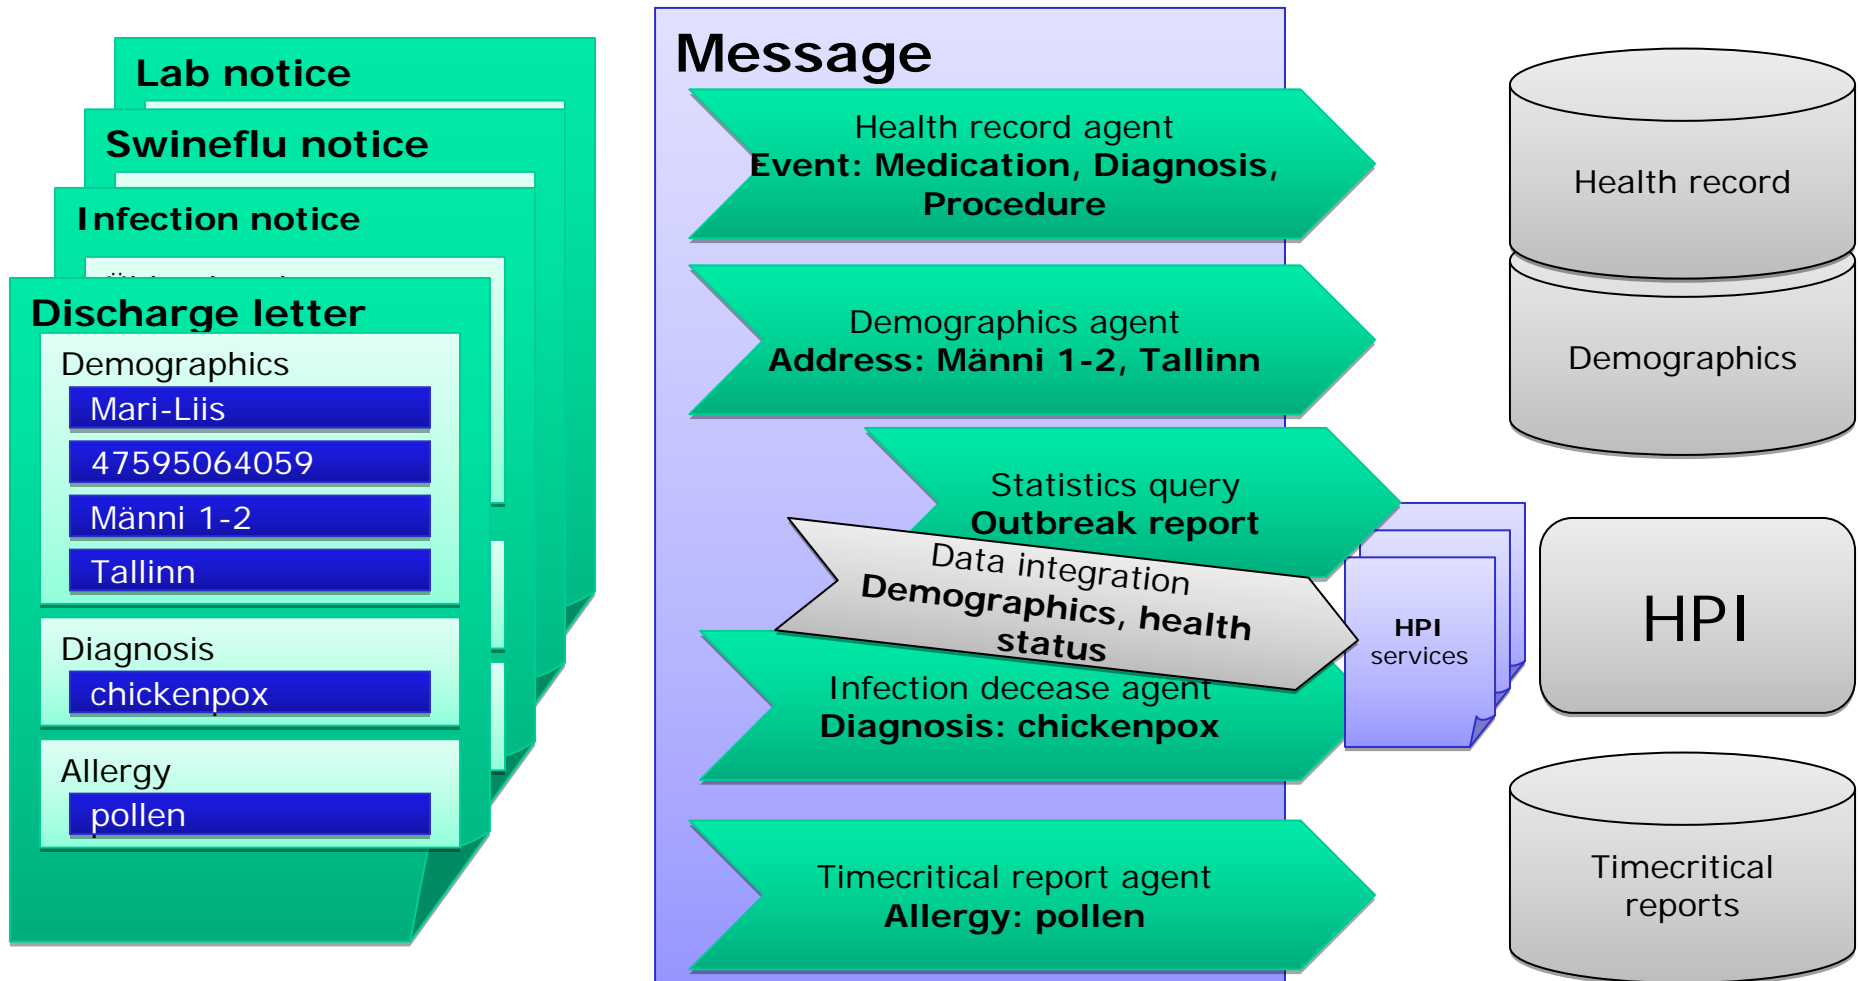 Lab notice
Swineflu notice
Infection notice
Discharge letter
Demographics
Mari-Liis
47595064059
Männi 1-2
Tallinn
Diagnosis
chickenpox
Allergy
pollen
Message
Health record agent
Event: Medication, Diagnosis,
Procedure
Demographics agent
Address: Männi 1-2, Tallinn
Statistics query
Outbreak report
Data integration
Demographics, health
status
Infection decease agent
Diagnosis: chickenpox
Timecritical report agent
Allergy: pollen
HPI
services
Health record
Demographics
HPI
Timecritical
reports